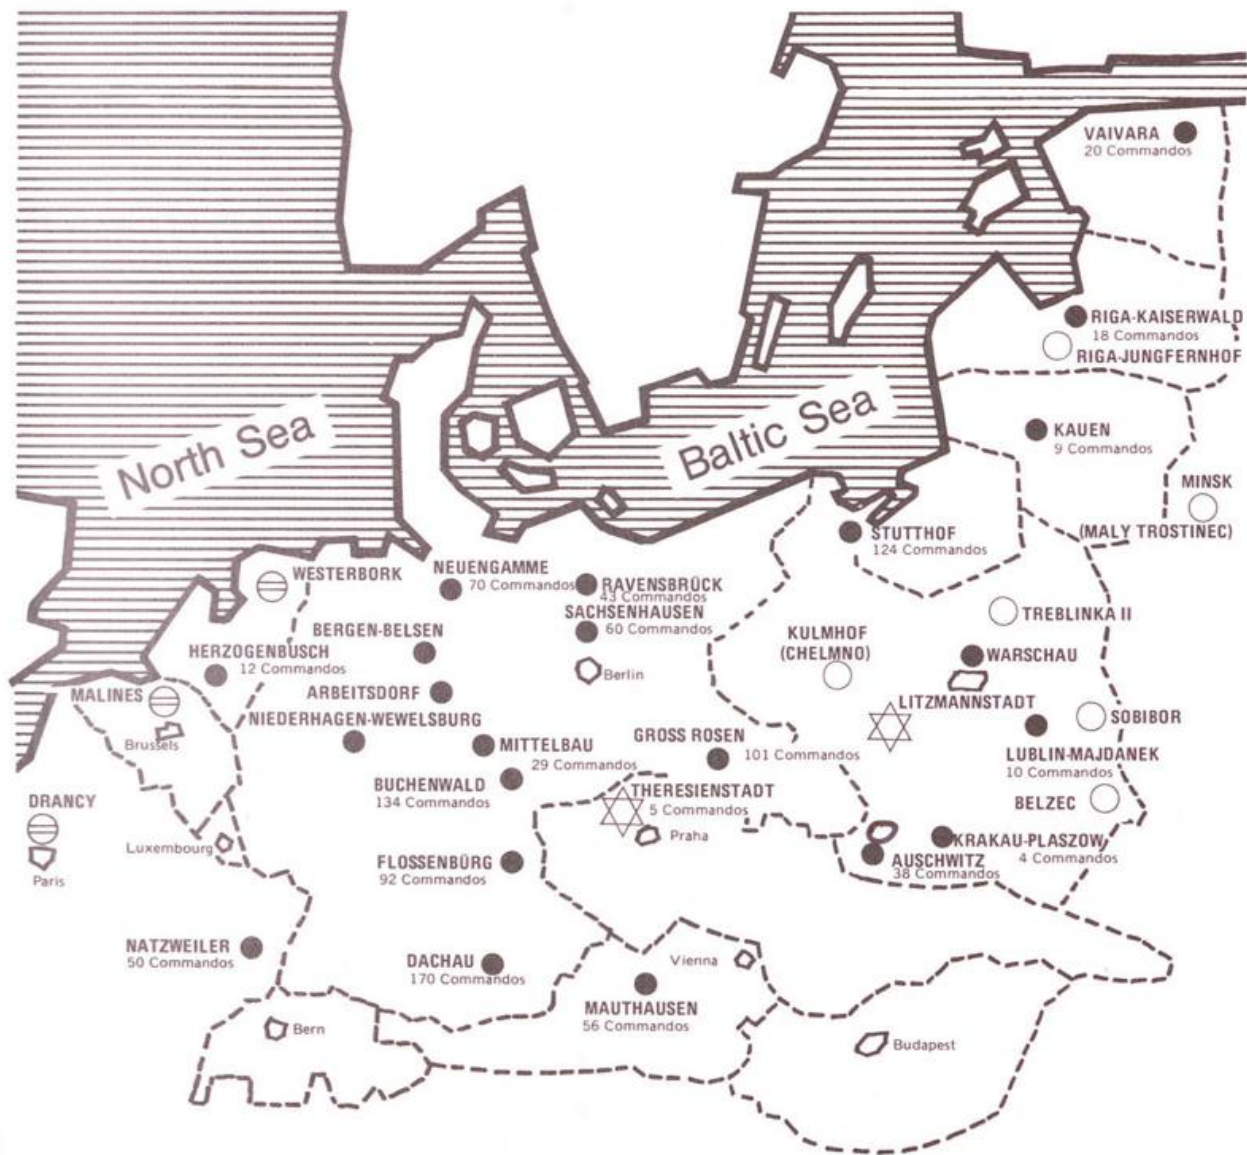 VAIVARA
20 Commandos
RIGA-KAISERWALD
18 Commandos
RIGA-JUNGFERNHOF
North Sea
Baltic Sea
KAUEN
9 Commandos
MINSK
(MALY TROSTINEC)
STUTTHOF
124 Commandos
WESTERBORK
NEUENGAMME
70 Commandos
RAVENSBRÜCK
43 Commandos
SACHSENHAUSEN
60 Commandos
TREBLINKA II
BERGEN-BELSEN
KULMHOF
(CHELMNO)
HERZOGENBUSCH
12 Commandos
WARSCHAU
Berlin
MALINES
ARBEITSDORF
LITZMANNSTADT
SOBIBOR
NIEDERHAGEN-WEWELSBURG
Brussels
MITTELBAU
29 Commandos
GROSS ROSEN
101 Commandos
LUBLIN-MAJDANEK
10 Commandos
BUCHENWALD
134 Commandos
THERESIENSTADT
5 Commandos
BELZEC
DRANCY
Praha
KRAKAU-PLASZOW
4 Commandos
Luxembourg
FLOSSENBÜRG
92 Commandos
AUSCHWITZ
38 Commandos
Paris
NATZWEILER
50 Commandos
DACHAU
170 Commandos
Vienna
MAUTHAUSEN
56 Commandos
Bern
Budapest